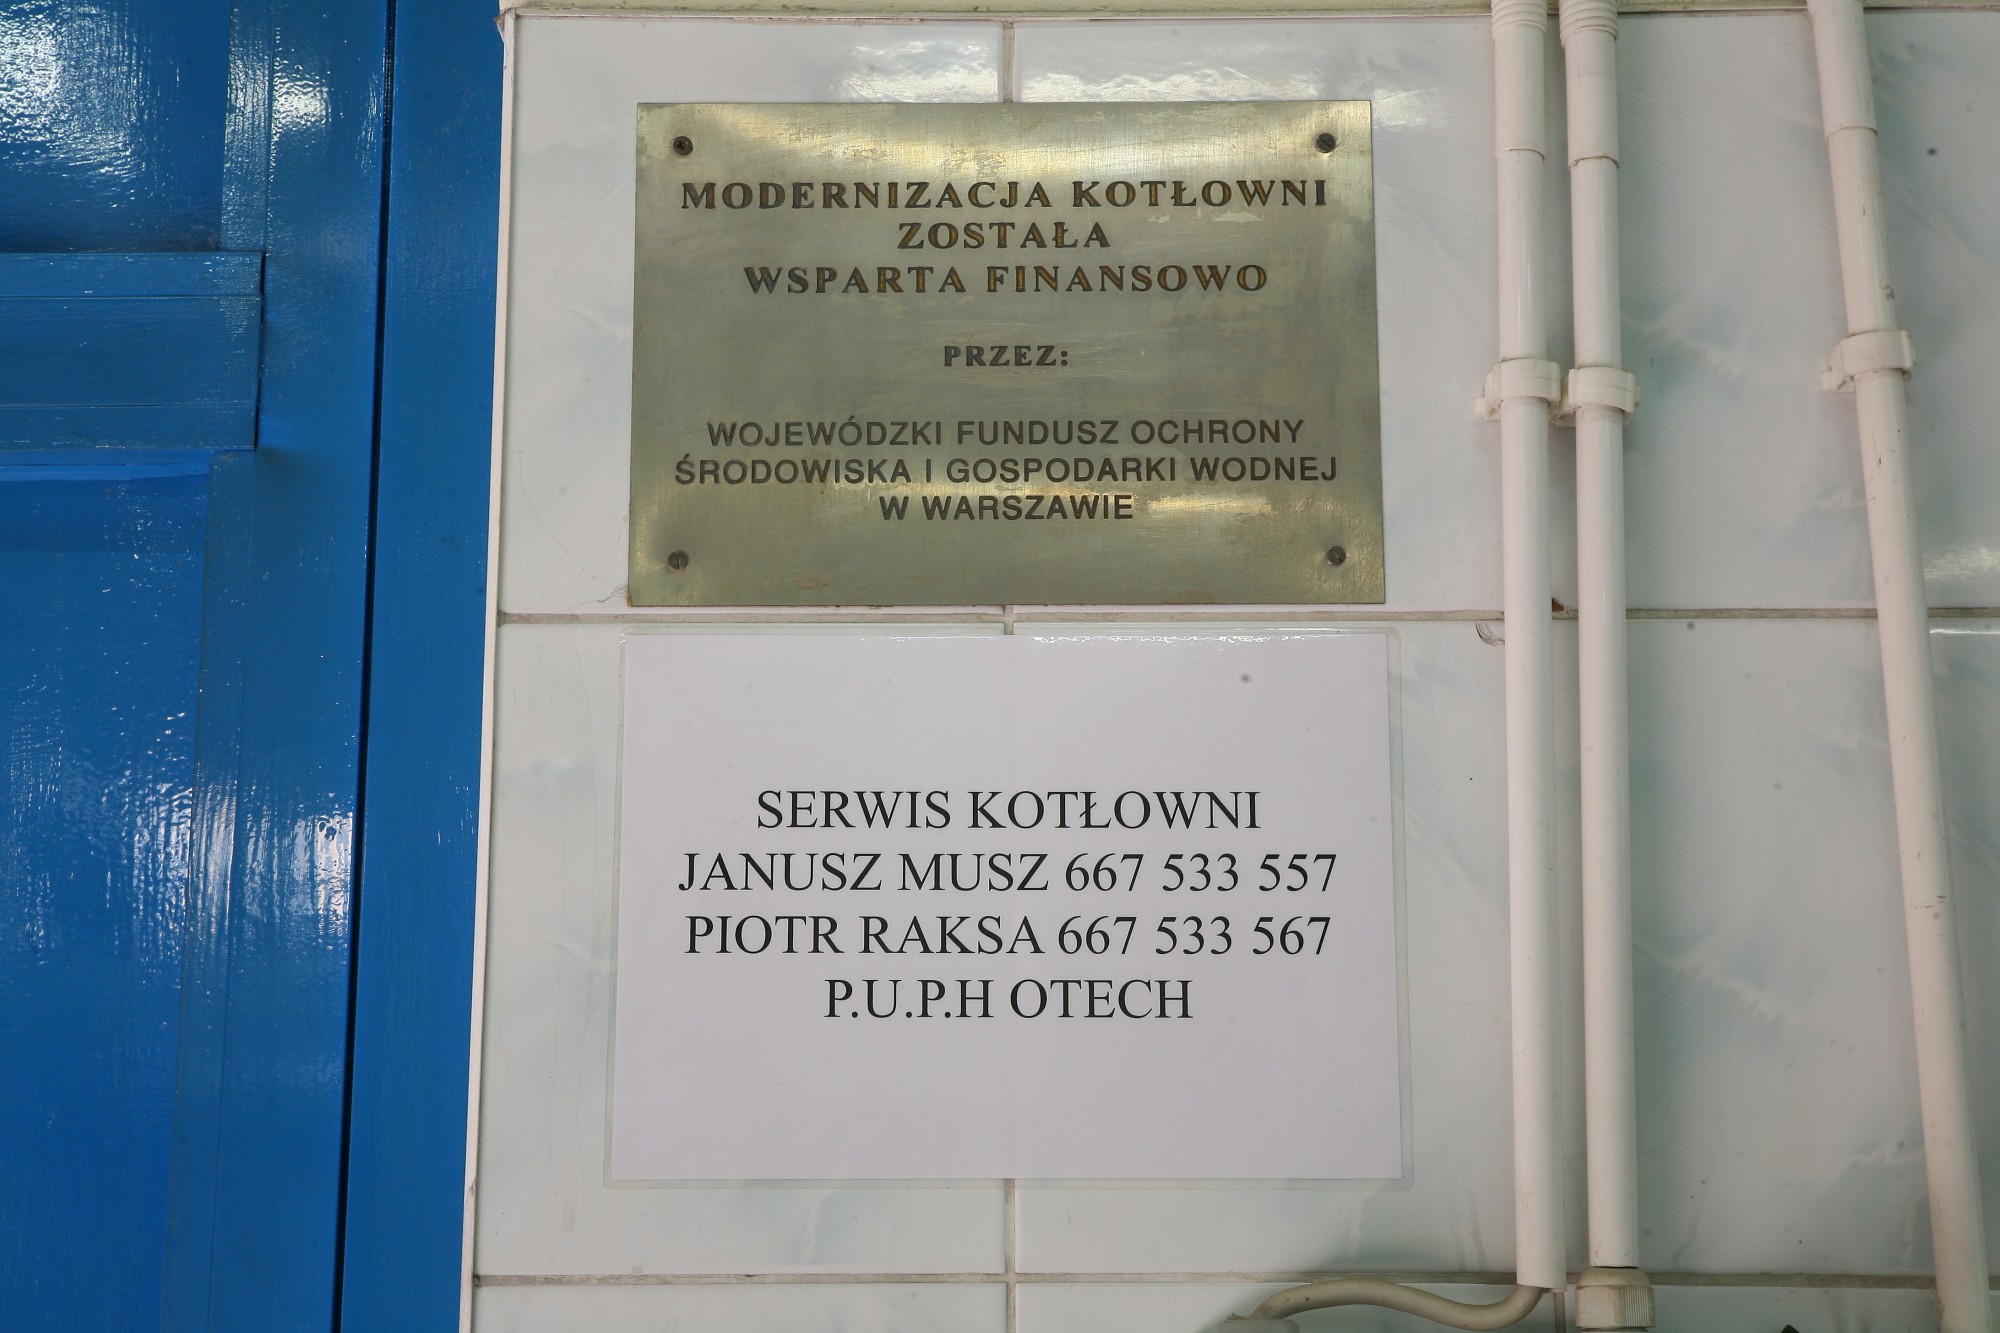 MODERNIZACJA KOTŁOWNI
ZOSTAŁA
WSPARTA FINANSOWO
PRZEZ:
WOJEWÓDZKI FUNDUSZ OCHRONY
ŚRODOWISKA I GOSPODARKI WODNEJ
W WARSZAWIE
SERWIS KOTŁOWNI
JANUSZ MUSZ 667 533 557
PIOTR RAKSA 667 533 567
P.U.P.H OTECH